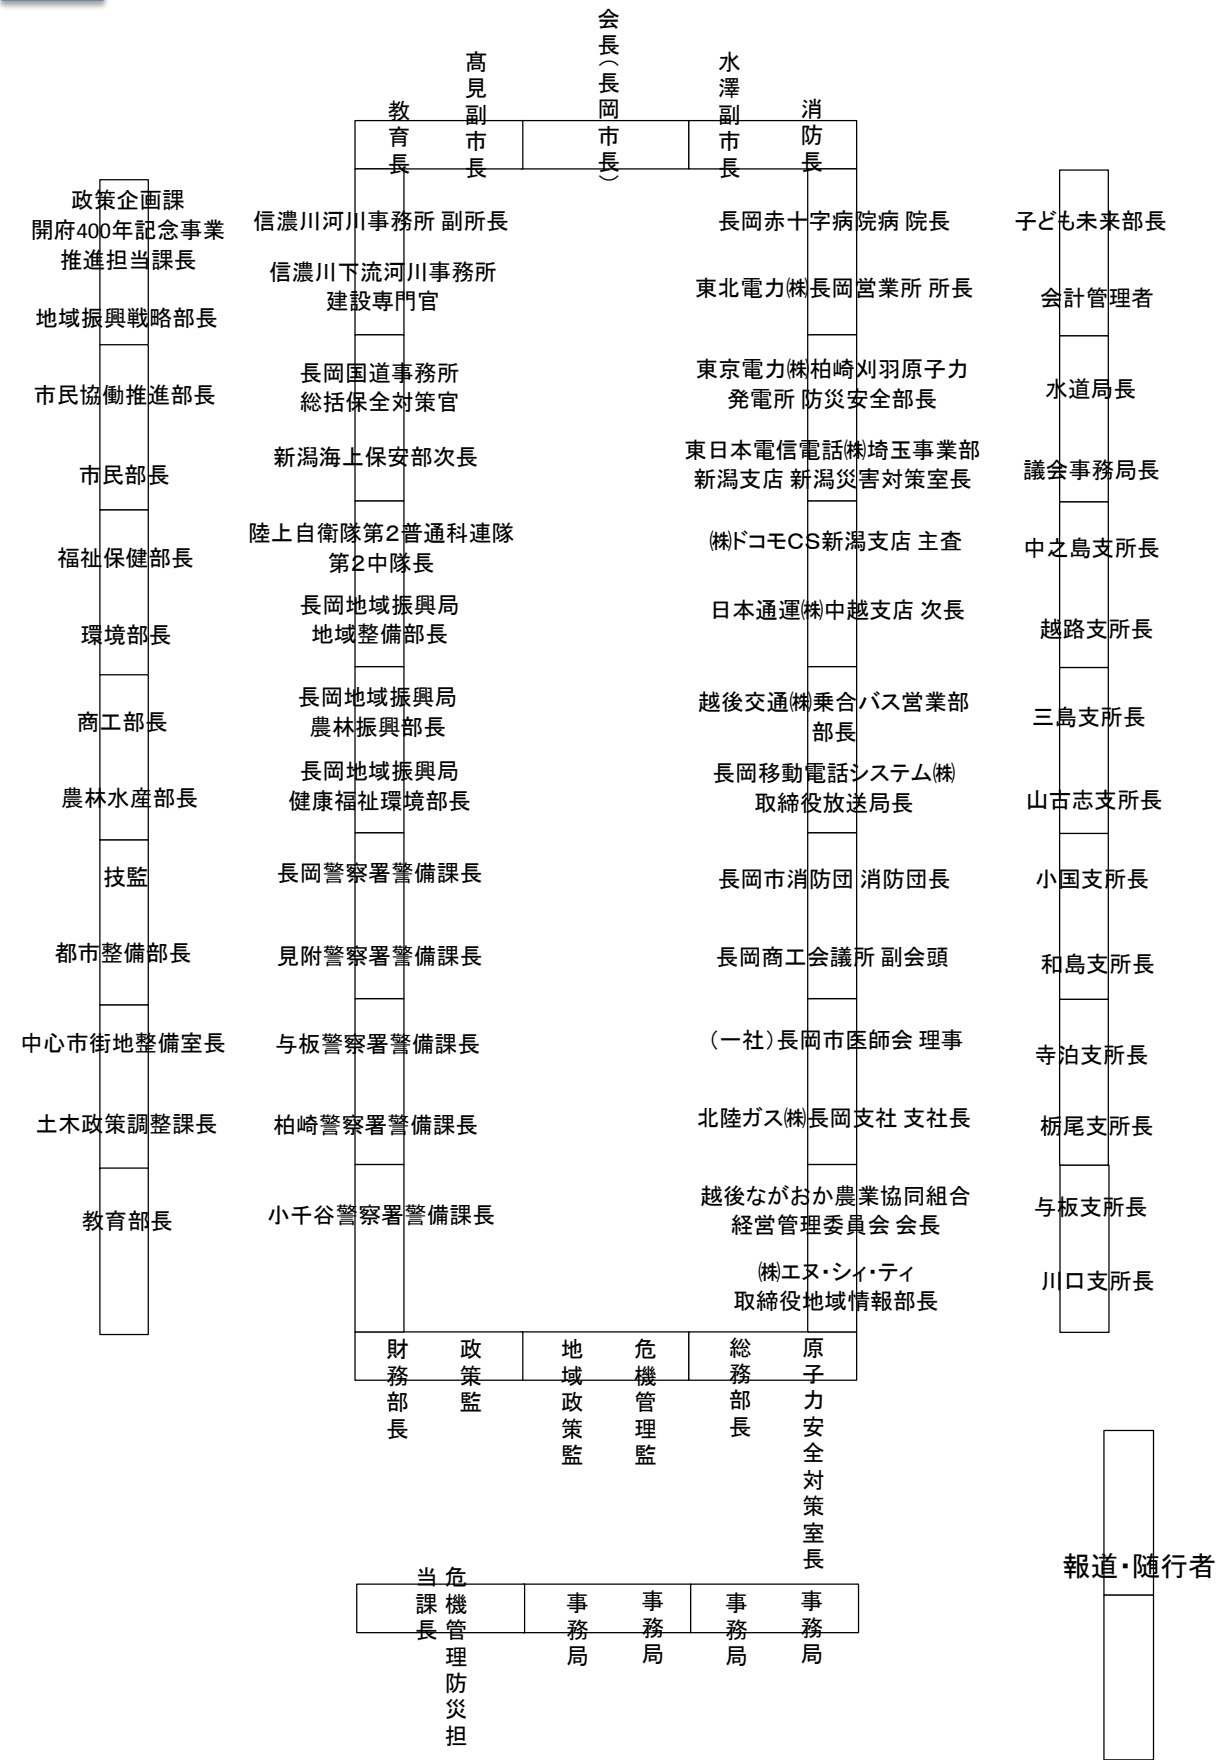 会長（長岡市長）
教育長
髙見副市長
水澤副市長
消防長
政策企画課
開府400年記念事業
推進担当課長
地域振興戦略部長
市民協働推進部長
市民部長
福祉保健部長
環境部長
商工部長
農林水産部長
技監
都市整備部長
中心市街地整備室長
土木政策調整課長
教育部長
信濃川河川事務所 副所長
信濃川下流河川事務所
建設専門官
長岡国道事務所
総括保全対策官
新潟海上保安部次長
陸上自衛隊第２普通科連隊
第２中隊長
長岡地域振興局
地域整備部長
長岡地域振興局
農林振興部長
長岡地域振興局
健康福祉環境部長
長岡警察署警備課長
見附警察署警備課長
与板警察署警備課長
柏崎警察署警備課長
小千谷警察署警備課長
長岡赤十字病院病 院長
東北電力㈱長岡営業所 所長
東京電力㈱柏崎刈羽原子力
発電所 防災安全部長
東日本電信電話㈱埼玉事業部
新潟支店 新潟災害対策室長
㈱ドコモＣＳ新潟支店 主査
日本通運㈱中越支店 次長
越後交通㈱乗合バス営業部
部長
長岡移動電話システム㈱
取締役放送局長
長岡市消防団 消防団長
長岡商工会議所 副会頭
（一社）長岡市医師会 理事
北陸ガス㈱長岡支社 支社長
越後ながおか農業協同組合
経営管理委員会 会長
㈱エヌ・シィ・ティ
取締役地域情報部長
子ども未来部長
会計管理者
水道局長
議会事務局長
中之島支所長
越路支所長
三島支所長
山古志支所長
小国支所長
和島支所長
寺泊支所長
栃尾支所長
与板支所長
川口支所長
財務部長
政策監
地域政策監
危機管理監
総務部長
原子力安全対策室長
危機管理防災担
当課長
事務局
事務局
事務局
事務局
報道・随行者